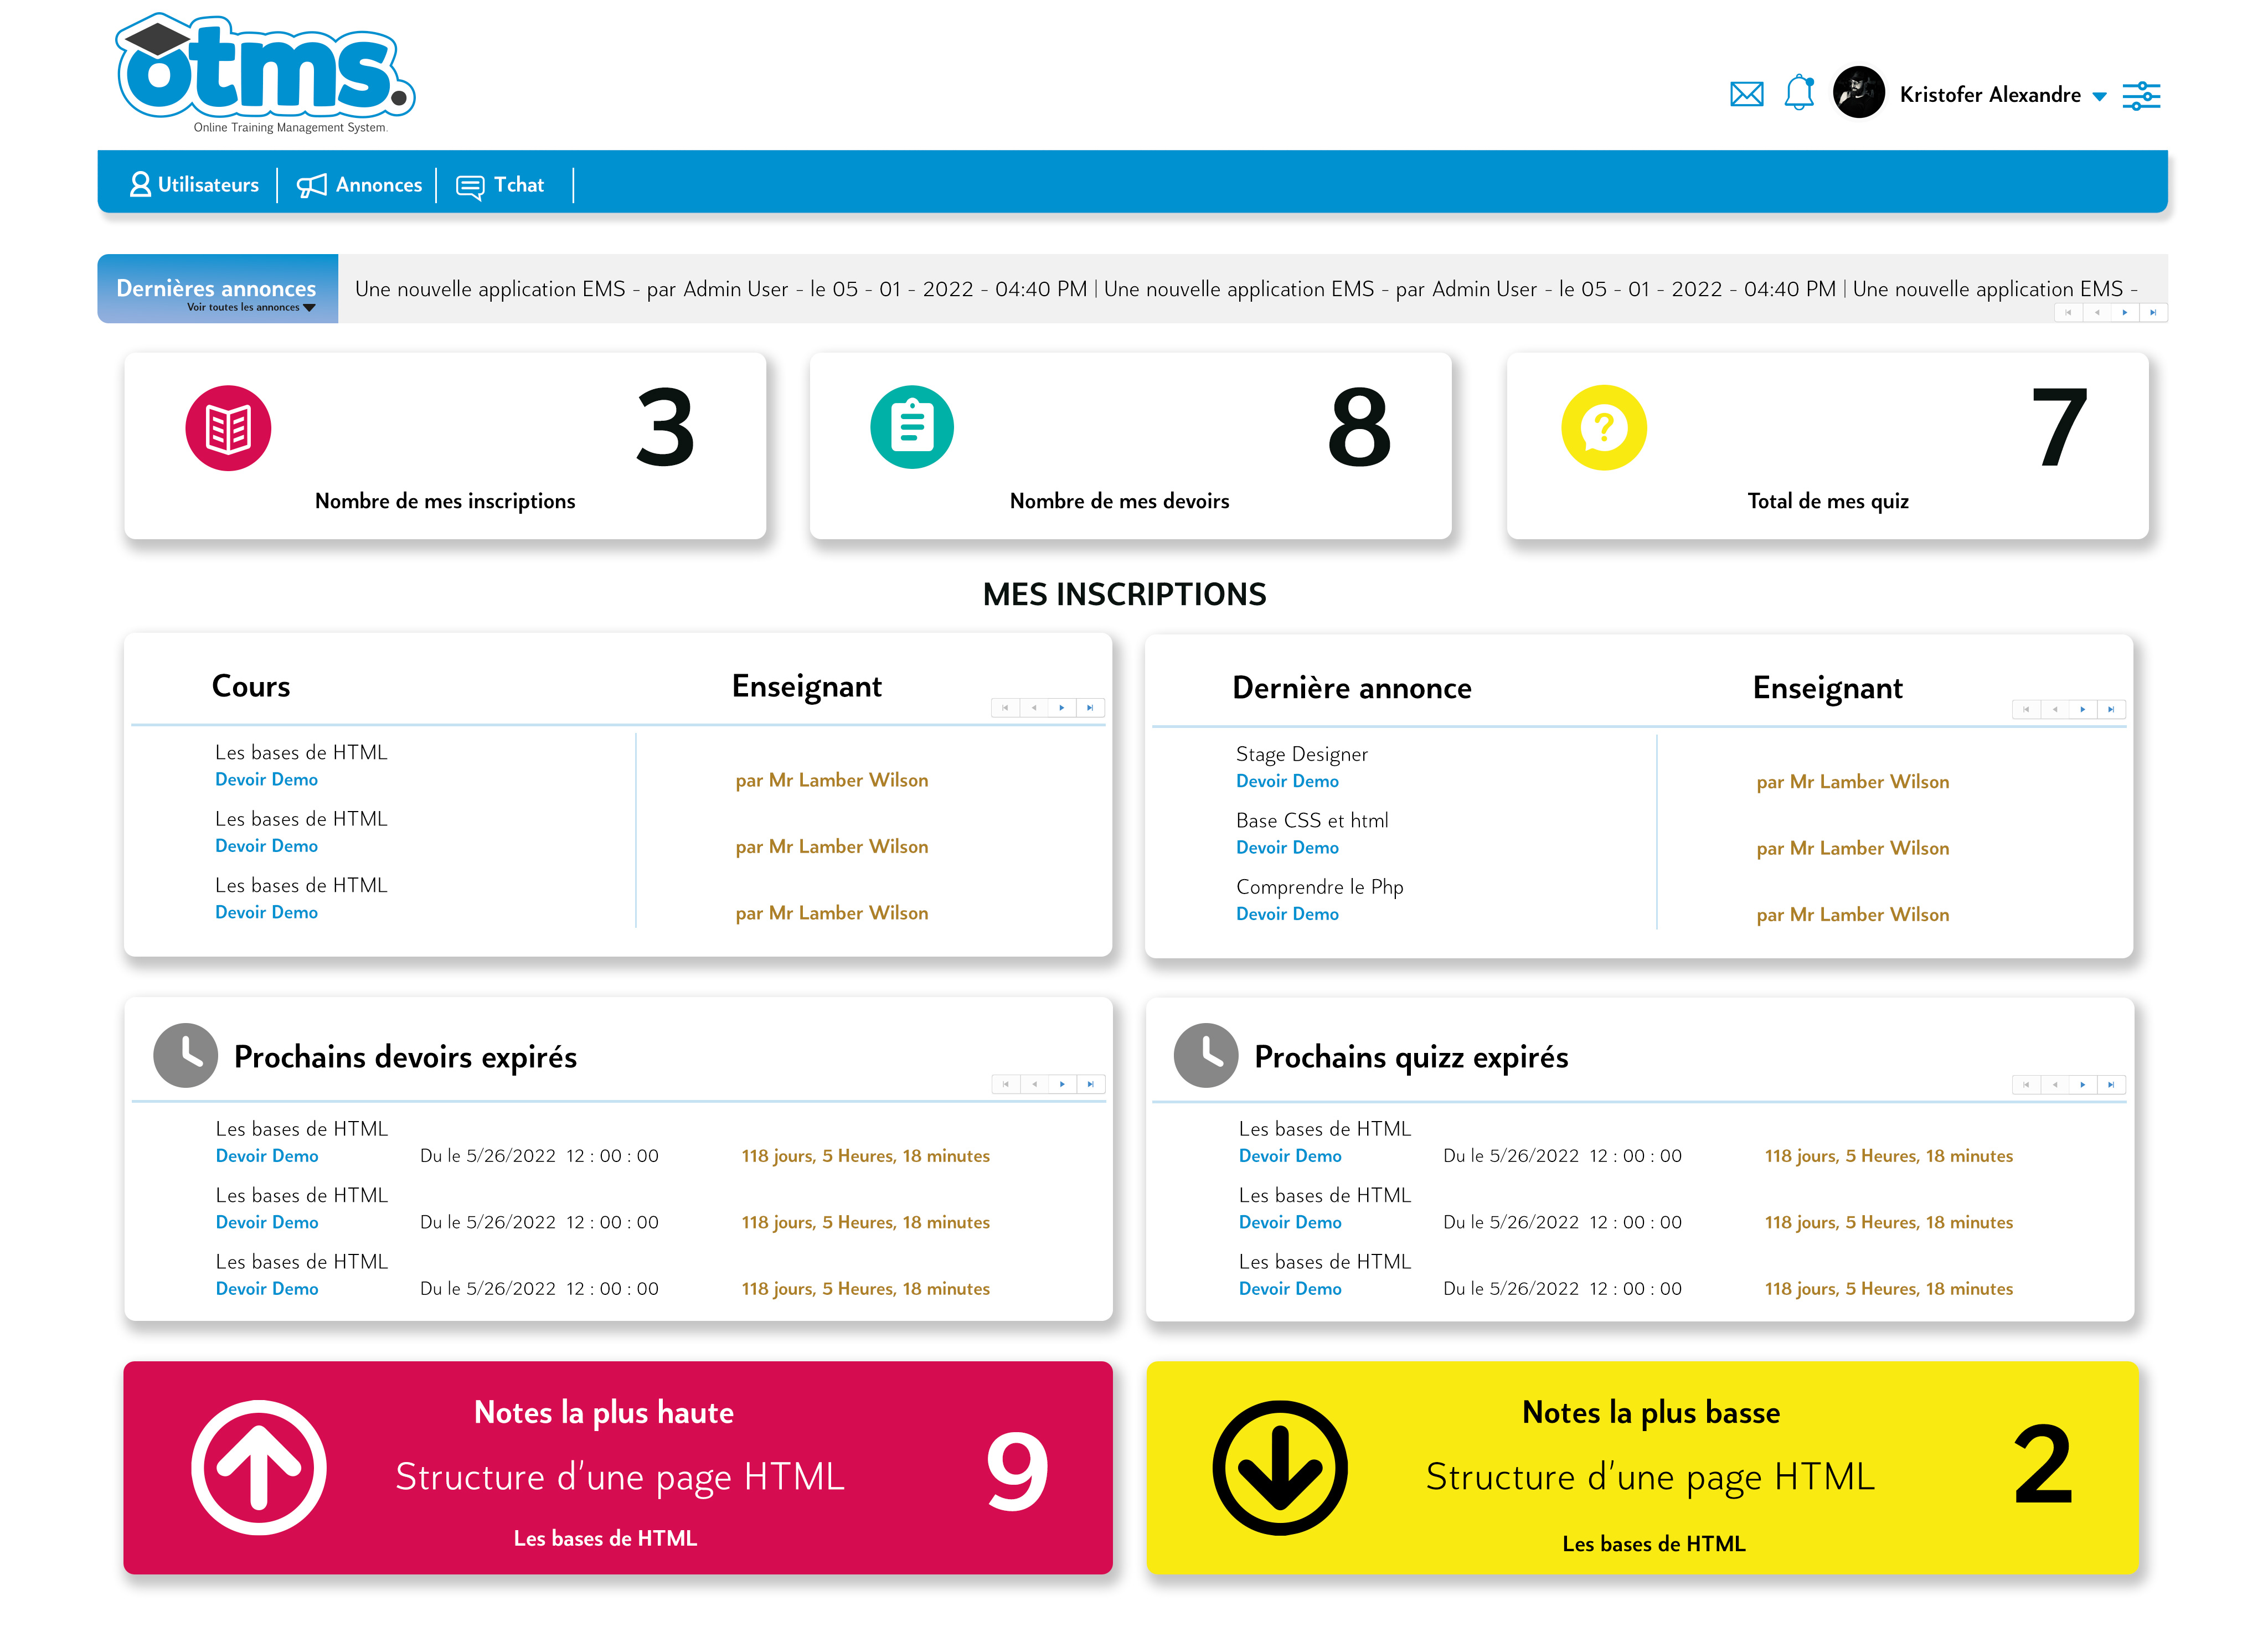 otms.
Online Training Management System.
Kristofer Alexandre
Utilisateurs
Annonces
Tchat
Dernières annonces
Voir toutes les annonces
Une nouvelle application EMS - par Admin User - le 05 - 01 - 2022 - 04:40 PM | Une nouvelle application EMS - par Admin User - le 05 - 01 - 2022 - 04:40 PM | Une nouvelle application EMS -
3
Nombre de mes inscriptions
8
Nombre de mes devoirs
?
7
Total de mes quiz
MES INSCRIPTIONS
Cours
Enseignant
Les bases de HTML
Devoir Demo
par Mr Lamber Wilson
Les bases de HTML
Devoir Demo
par Mr Lamber Wilson
Les bases de HTML
Devoir Demo
par Mr Lamber Wilson
Dernière annonce
Enseignant
Stage Designer
Devoir Demo
par Mr Lamber Wilson
Base CSS et html
Devoir Demo
par Mr Lamber Wilson
Comprendre le Php
Devoir Demo
par Mr Lamber Wilson
Prochains devoirs expirés
Les bases de HTML
Devoir Demo Du le 5/26/2022 12 : 00 : 00 118 jours, 5 Heures, 18 minutes
Les bases de HTML
Devoir Demo Du le 5/26/2022 12 : 00 : 00 118 jours, 5 Heures, 18 minutes
Les bases de HTML
Devoir Demo Du le 5/26/2022 12 : 00 : 00 118 jours, 5 Heures, 18 minutes
Prochains quizz expirés
Les bases de HTML
Devoir Demo Du le 5/26/2022 12 : 00 : 00 118 jours, 5 Heures, 18 minutes
Les bases de HTML
Devoir Demo Du le 5/26/2022 12 : 00 : 00 118 jours, 5 Heures, 18 minutes
Les bases de HTML
Devoir Demo Du le 5/26/2022 12 : 00 : 00 118 jours, 5 Heures, 18 minutes
Notes la plus haute
Structure d'une page HTML
9
Les bases de HTML
Notes la plus basse
Structure d'une page HTML
2
Les bases de HTML